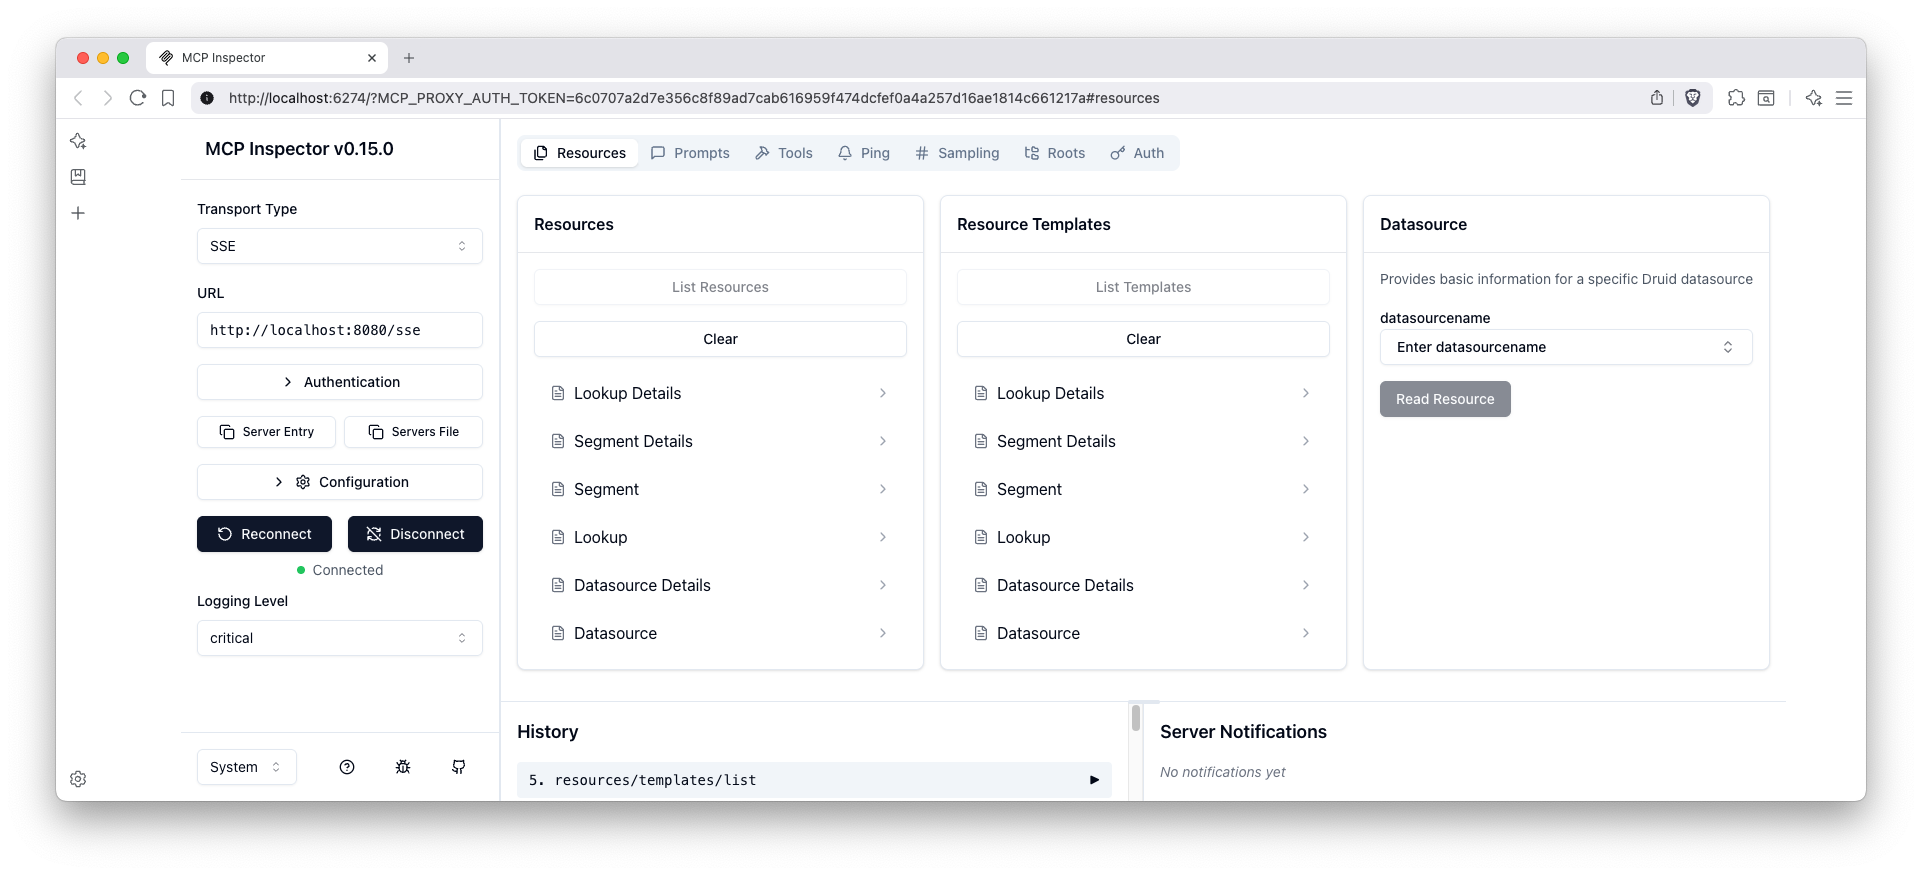 MCP Inspector
http://localhost:6274/?MCP_PROXY_AUTH_TOKEN=6c0707a2d7e356c8f89ad7cab616959f474dcfef0a4a257d16ae1814c661217a#resources
MCP Inspector v0.15.0
Transport Type
SSE
URL
http://localhost:8080/sse
Authentication
Server Entry
Servers File
Configuration
Reconnect
Disconnect
Connected
Logging Level
critical
System
Resources
Prompts
Tools
Ping
Sampling
Roots
Auth
Resources
List Resources
Clear
Lookup Details
Segment Details
Segment
Lookup
Datasource Details
Datasource
Resource Templates
List Templates
Clear
Lookup Details
Segment Details
Segment
Lookup
Datasource Details
Datasource
Datasource
Provides basic information for a specific Druid datasource
datasourcename
Enter datasourcename
Read Resource
History
5. resources/templates/list
Server Notifications
No notifications yet